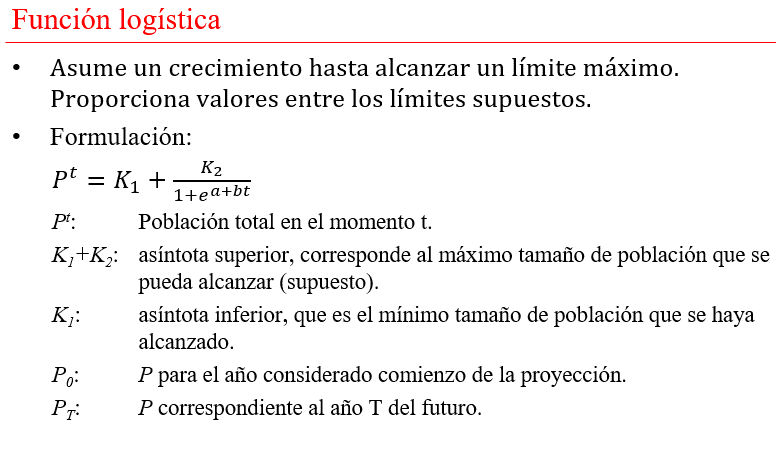 Función logística
• Asume un crecimiento hasta alcanzar un límite máximo.
Proporciona valores entre los límites supuestos.
• Formulación:
P^t = K_1 + \frac{K_2}{1+e^{a+bt}}
P^t: Población total en el momento t.
K_1+K_2: asíntota superior, corresponde al máximo tamaño de población que se
pueda alcanzar (supuesto).
K_1: asíntota inferior, que es el mínimo tamaño de población que se haya
alcanzado.
P_0: P para el año considerado comienzo de la proyección.
P_T: P correspondiente al año T del futuro.